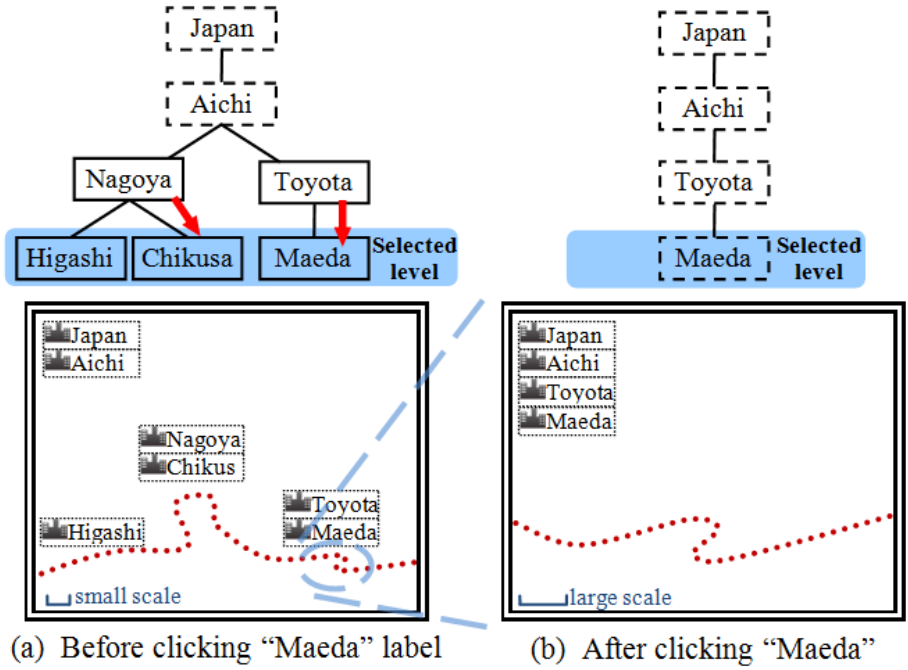 Japan
Aichi
Nagoya
Toyota
Higashi
Chikusa
Maeda
Selected level
Japan
Aichi
Nagoya
Chikus
Toyota
Maeda
Higashi
small scale
(a) Before clicking “Maeda” label
Japan
Aichi
Toyota
Maeda
Selected level
Japan
Aichi
Toyota
Maeda
large scale
(b) After clicking “Maeda”